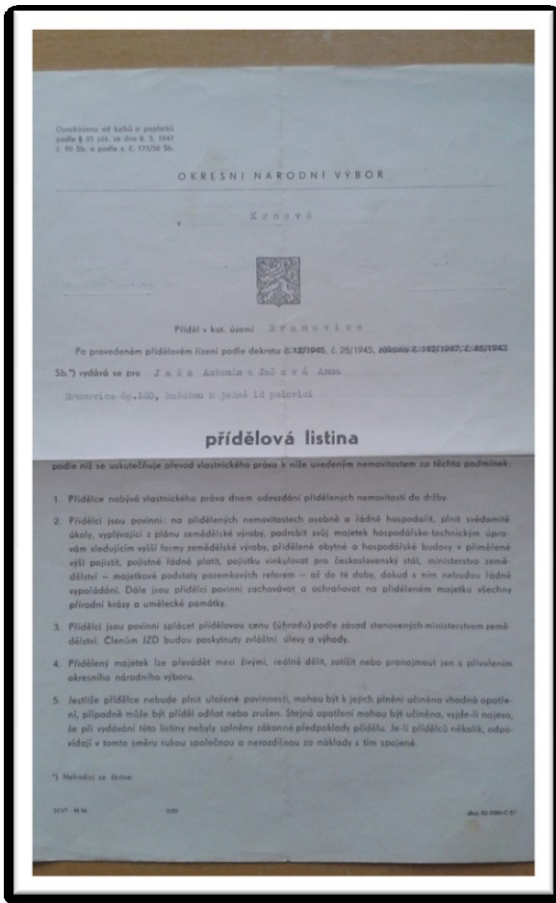 Osvobozeno od kolků a poplatků
podle § 35 zák. ze dne 8. 5. 1947
č. 90 Sb. a podle z. č. 173/50 Sb.
OKRESNÍ NÁRODNÍ VÝBOR
Krnově
Příděl v kat. území Branovice
Po provedeném přídělovém řízení podle dekretu č. 12/1945, č. 28/1945, zákona č. 142/1947, č. 46/1948
Sb.*) vydává se pro Jaša Antonín a Jašová Anna
Branovice čp.160, každému k jedné id polovici
přídělová listina
podle níž se uskutečňuje převod vlastnického práva k níže uvedeným nemovitostem za těchto podmínek:
1. Přídělce nabývá vlastnického práva dnem odevzdání přidělených nemovitostí do držby.
2. Přídělci jsou povinni: na přidělených nemovitostech osobně a řádně hospodařit, plnit svědomitě
úkoly, vyplývající z plánu zemědělské výroby, podrobit svůj majetek hospodářsko-technickým úpra-
vám sledujícím vyšší formy zemědělské výroby, přidělené obytné a hospodářské budovy v přiměřené
výši pojistit, pojistné řádně platit, pojistku vinkulovat pro československý stát, ministerstvo země-
dělství – majetkové podstaty pozemkových reforem – až do té doby, dokud s ním nebudou řádně
vypořádáni. Dále jsou přídělci povinni zachovávat a ochraňovat na přiděleném majetku všechny
přírodní krásy a umělecké památky.
3. Přídělci jsou povinni splácet přídělovou cenu (úhradu) podle zásad stanovených ministerstvem země-
dělství. Členům JZD budou poskytnuty zvláštní úlevy a výhody.
4. Přidělený majetek lze převádět mezi živými, reálně dělit, zatížit nebo pronajmout jen s přivolením
okresního národního výboru.
5. Jestliže přídělce nebude plnit uložené povinnosti, mohou být k jejich plnění učiněna vhodná opatře-
ní, případně může být příděl odňat nebo zrušen. Stejná opatření mohou být učiněna, vyjde-li najevo,
že při vydávání této listiny nebyly splněny zákonné předpoklady přídělu. Je-li přídělců několik, odpo-
vídají v tomto směru rukou společnou a nerozdílnou za náklady s tím spojené.
*) Nehodící se škrtne.
SEVT - M 96